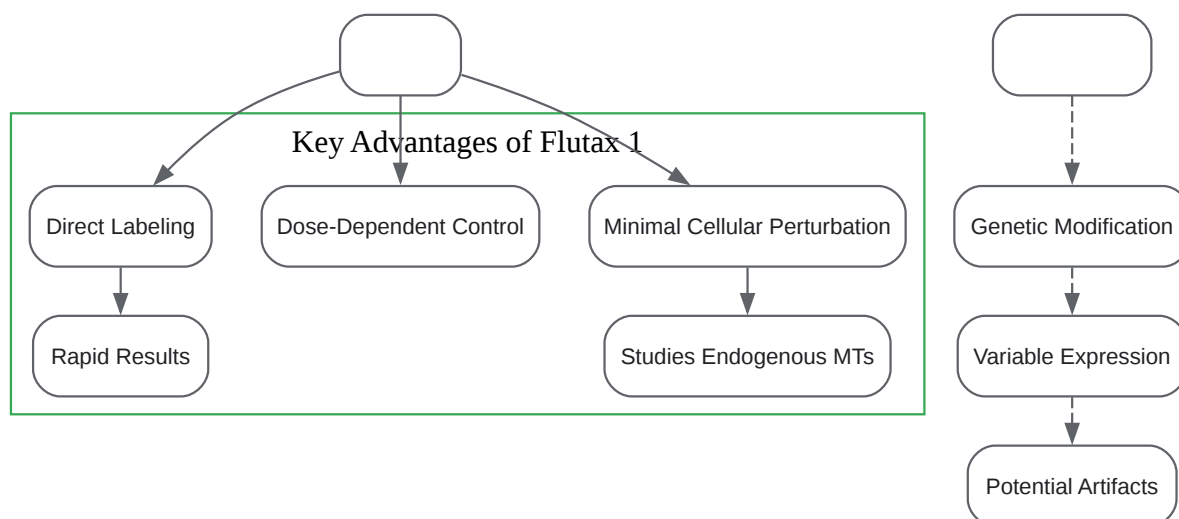 Key Advantages of Flutax 1
Direct Labeling
Dose-Dependent Control
Minimal Cellular Perturbation
Genetic Modification
Rapid Results
Studies Endogenous MTs
Variable Expression
Potential Artifacts